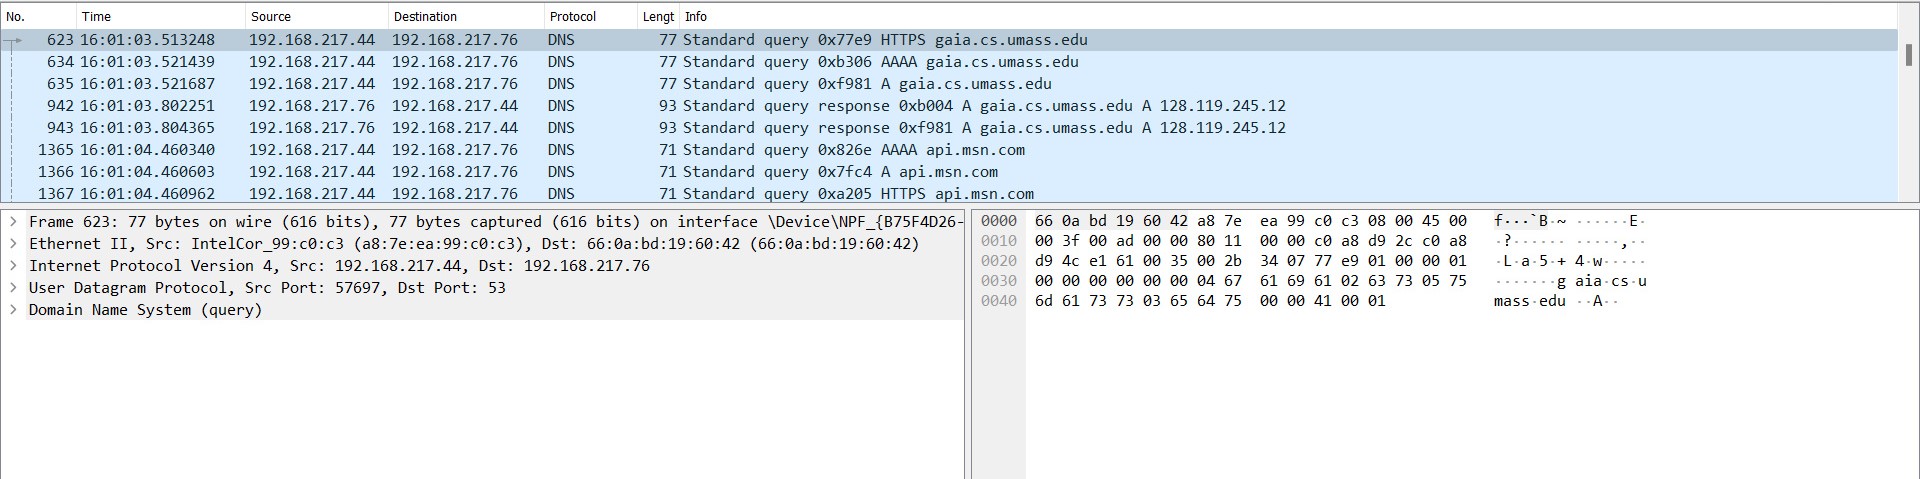 No. Time Source Destination Protocol Lengt Info
623 16:01:03.513248 192.168.217.44 192.168.217.76 DNS 77 Standard query 0x77e9 HTTPS gaia.cs.umass.edu
634 16:01:03.521439 192.168.217.44 192.168.217.76 DNS 77 Standard query 0xb306 AAAA gaia.cs.umass.edu
635 16:01:03.521687 192.168.217.44 192.168.217.76 DNS 77 Standard query 0xf981 A gaia.cs.umass.edu
942 16:01:03.802251 192.168.217.76 192.168.217.44 DNS 93 Standard query response 0xb004 A gaia.cs.umass.edu A 128.119.245.12
943 16:01:03.804365 192.168.217.76 192.168.217.44 DNS 93 Standard query response 0xf981 A gaia.cs.umass.edu A 128.119.245.12
1365 16:01:04.460340 192.168.217.44 192.168.217.76 DNS 71 Standard query 0x826e AAAA api.msn.com
1366 16:01:04.460603 192.168.217.44 192.168.217.76 DNS 71 Standard query 0x7fc4 A api.msn.com
1367 16:01:04.460962 192.168.217.44 192.168.217.76 DNS 71 Standard query 0xa205 HTTPS api.msn.com
Frame 623: 77 bytes on wire (616 bits), 77 bytes captured (616 bits) on interface \Device\NPF_{B75F4D26-
Ethernet II, Src: IntelCor_99:c0:c3 (a8:7e:ea:99:c0:c3), Dst: 66:0a:bd:19:60:42 (66:0a:bd:19:60:42)
Internet Protocol Version 4, Src: 192.168.217.44, Dst: 192.168.217.76
User Datagram Protocol, Src Port: 57697, Dst Port: 53
Domain Name System (query)
0000 66 0a bd 19 60 42 a8 7e ea 99 c0 c3 08 00 45 00 f···`B·~ ······E·
0010 00 3f 00 ad 00 00 80 11 00 00 c0 a8 d9 2c c0 a8 ·?······ ·····,··
0020 d9 4c e1 61 00 35 00 2b 34 07 77 e9 01 00 00 01 ·L·a·5·+ 4·w·····
0030 00 00 00 00 00 00 04 67 61 69 61 02 63 73 05 75 ·······g aia·cs·u
0040 6d 61 73 73 03 65 64 75 00 00 41 00 01 mass·edu ··A··